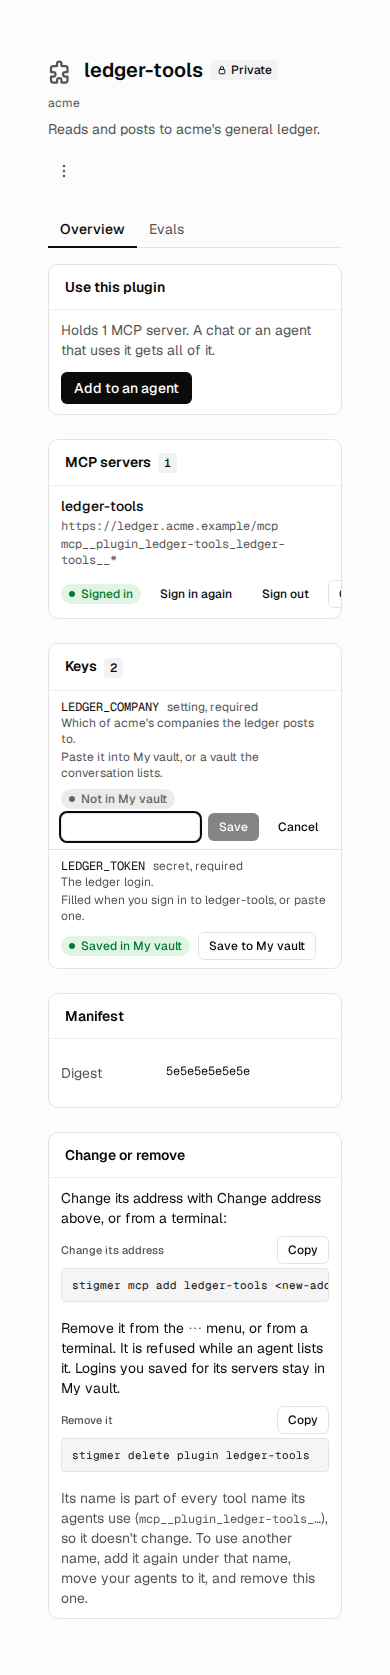 ledger-tools Private
acme
Reads and posts to acme's general ledger.
Overview Evals
Use this plugin
Holds 1 MCP server. A chat or an agent
that uses it gets all of it.
Add to an agent
MCP servers 1
ledger-tools
https://ledger.acme.example/mcp
mcp__plugin_ledger-tools_ledger-
tools__*
Signed in Sign in again Sign out
Keys 2
LEDGER_COMPANY setting, required
Which of acme's companies the ledger posts
to.
Paste it into My vault, or a vault the
conversation lists.
Not in My vault
Save Cancel
LEDGER_TOKEN secret, required
The ledger login.
Filled when you sign in to ledger-tools, or paste
one.
Saved in My vault Save to My vault
Manifest
Digest 5e5e5e5e5e5e
Change or remove
Change its address with Change address
above, or from a terminal:
Change its address Copy
stigmer mcp add ledger-tools <new-add
Remove it from the ··· menu, or from a
terminal. It is refused while an agent lists
it. Logins you saved for its servers stay in
My vault.
Remove it Copy
stigmer delete plugin ledger-tools
Its name is part of every tool name its
agents use (mcp__plugin_ledger-tools_…),
so it doesn't change. To use another
name, add it again under that name,
move your agents to it, and remove this
one.